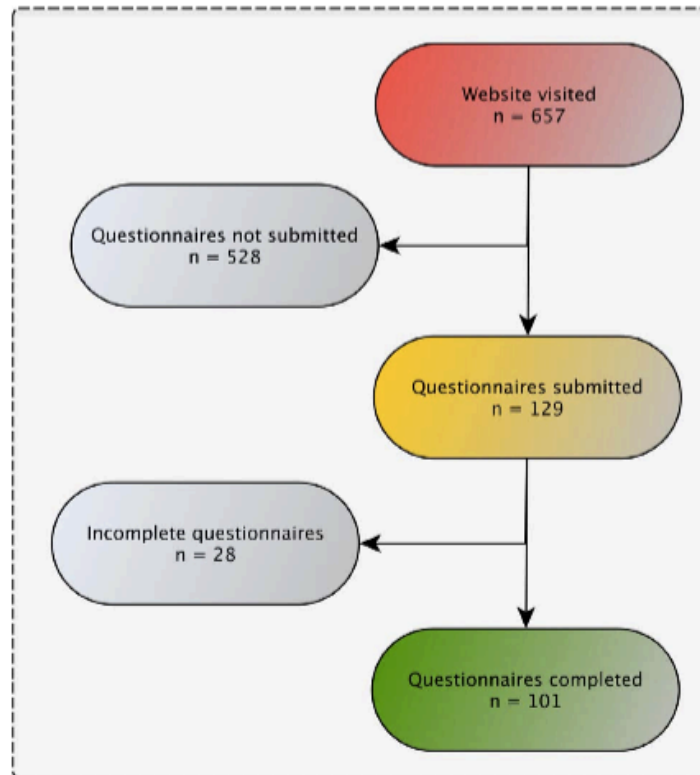 Website visited
n = 657
Questionnaires not submitted
n = 528
Questionnaires submitted
n = 129
Incomplete questionnaires
n = 28
Questionnaires completed
n = 101